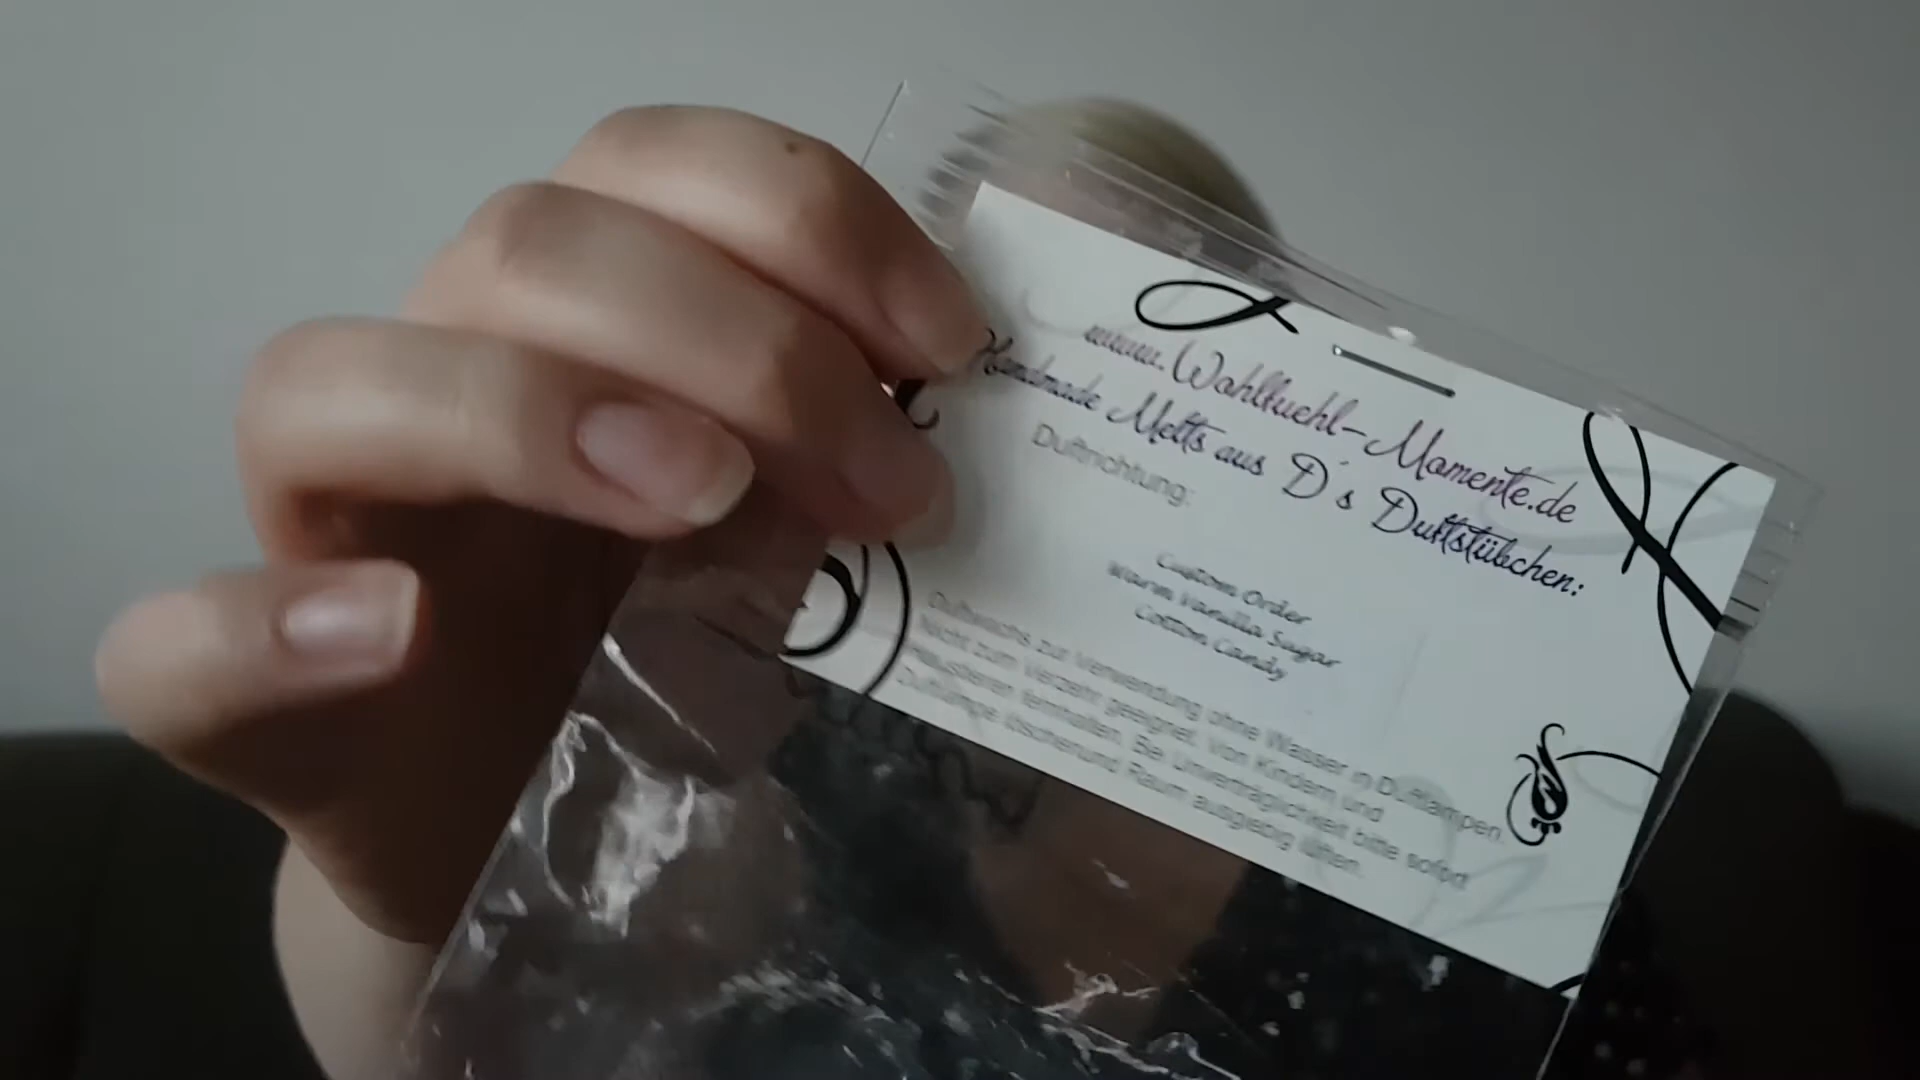 www.Wohlfuehl-Momente.de
Handmade Melts aus D´s Duftstübchen:
Duftrichtung:
Custom Order
Warm Vanilla Sugar
Cotton Candy
Duftwachs zur Verwendung ohne Wasser in Duftlampen.
Nicht zum Verzehr geeignet. Von Kindern und
Haustieren fernhalten. Bei Unverträglichkeit bitte sofort
Duftlampe löschen und Raum ausgiebig lüften.